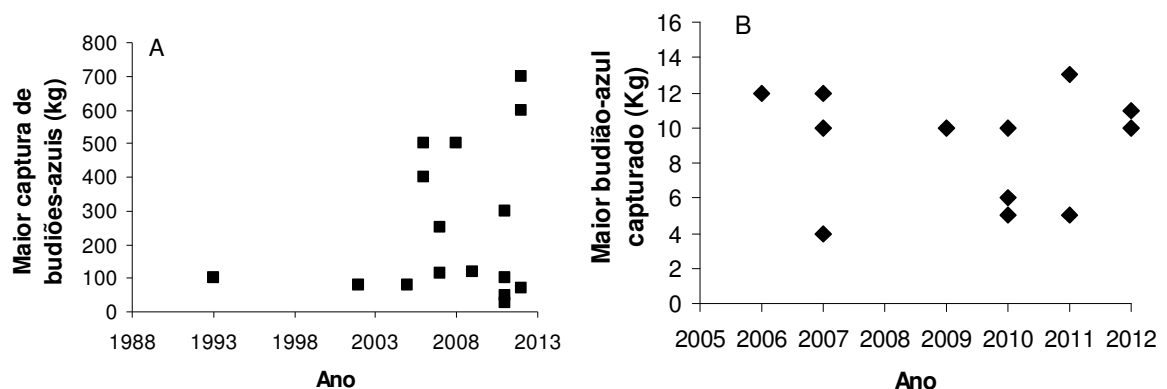 A
Maior captura de
budiões-azuis (kg)
800
700
600
500
400
300
200
100
0
1988 1993 1998 2003 2008 2013
Ano
B
Maior budião-azul
capturado (Kg)
16
14
12
10
8
6
4
2
0
2005 2006 2007 2008 2009 2010 2011 2012
Ano